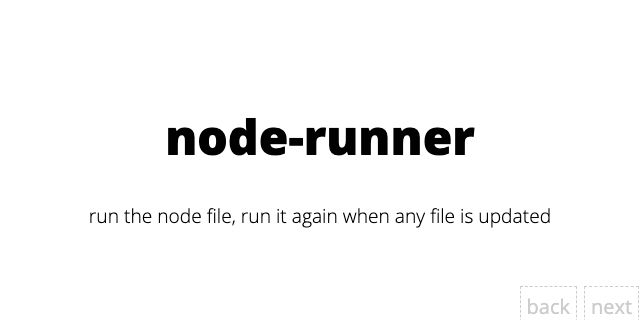 node-runner
run the node file, run it again when any file is updated
back next